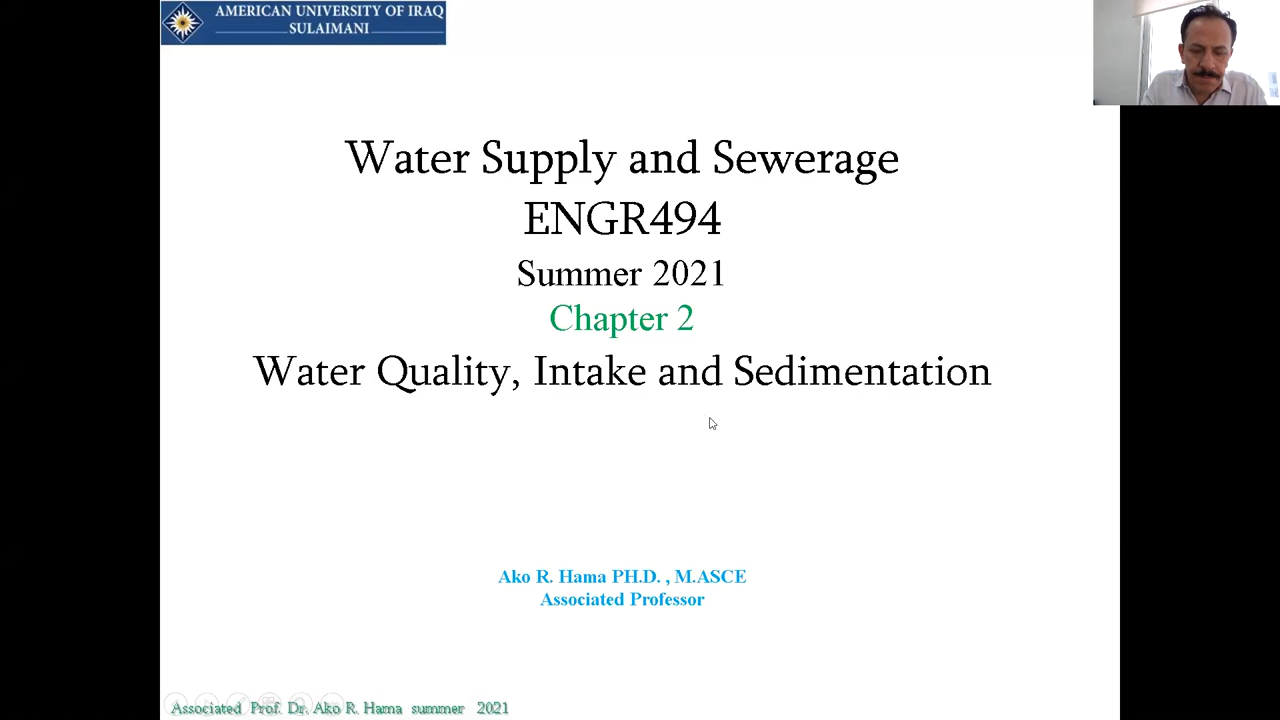 AMERICAN UNIVERSITY OF IRAQ
SULAIMANI
Water Supply and Sewerage
ENGR494
Summer 2021
Chapter 2
Water Quality, Intake and Sedimentation
Ako R. Hama PH.D. , M.ASCE
Associated Professor
Associated Prof. Dr. Ako R. Hama summer 2021